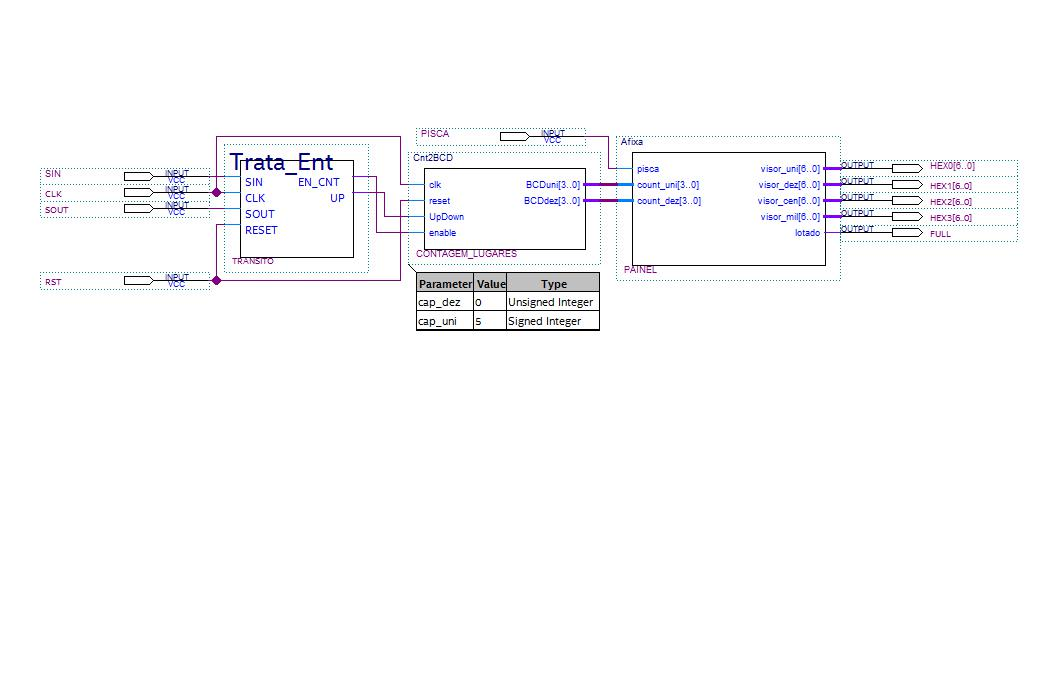 SIN
INPUT
VCC
CLK
INPUT
VCC
SOUT
INPUT
VCC
RST
INPUT
VCC
Trata_Ent
SIN
EN_CNT
CLK
UP
SOUT
RESET
TRANSITO
PISCA
INPUT
VCC
Cnt2BCD
clk
BCDuni[3..0]
reset
BCDdez[3..0]
UpDown
enable
CONTAGEM_LUGARES
Parameter Value Type
cap_dez 0 Unsigned Integer
cap_uni 5 Signed Integer
Afixa
pisca
visor_uni[6..0]
count_uni[3..0]
visor_dez[6..0]
count_dez[3..0]
visor_cen[6..0]
visor_mil[6..0]
lotado
PAINEL
OUTPUT
HEX0[6..0]
OUTPUT
HEX1[6..0]
OUTPUT
HEX2[6..0]
OUTPUT
HEX3[6..0]
OUTPUT
FULL